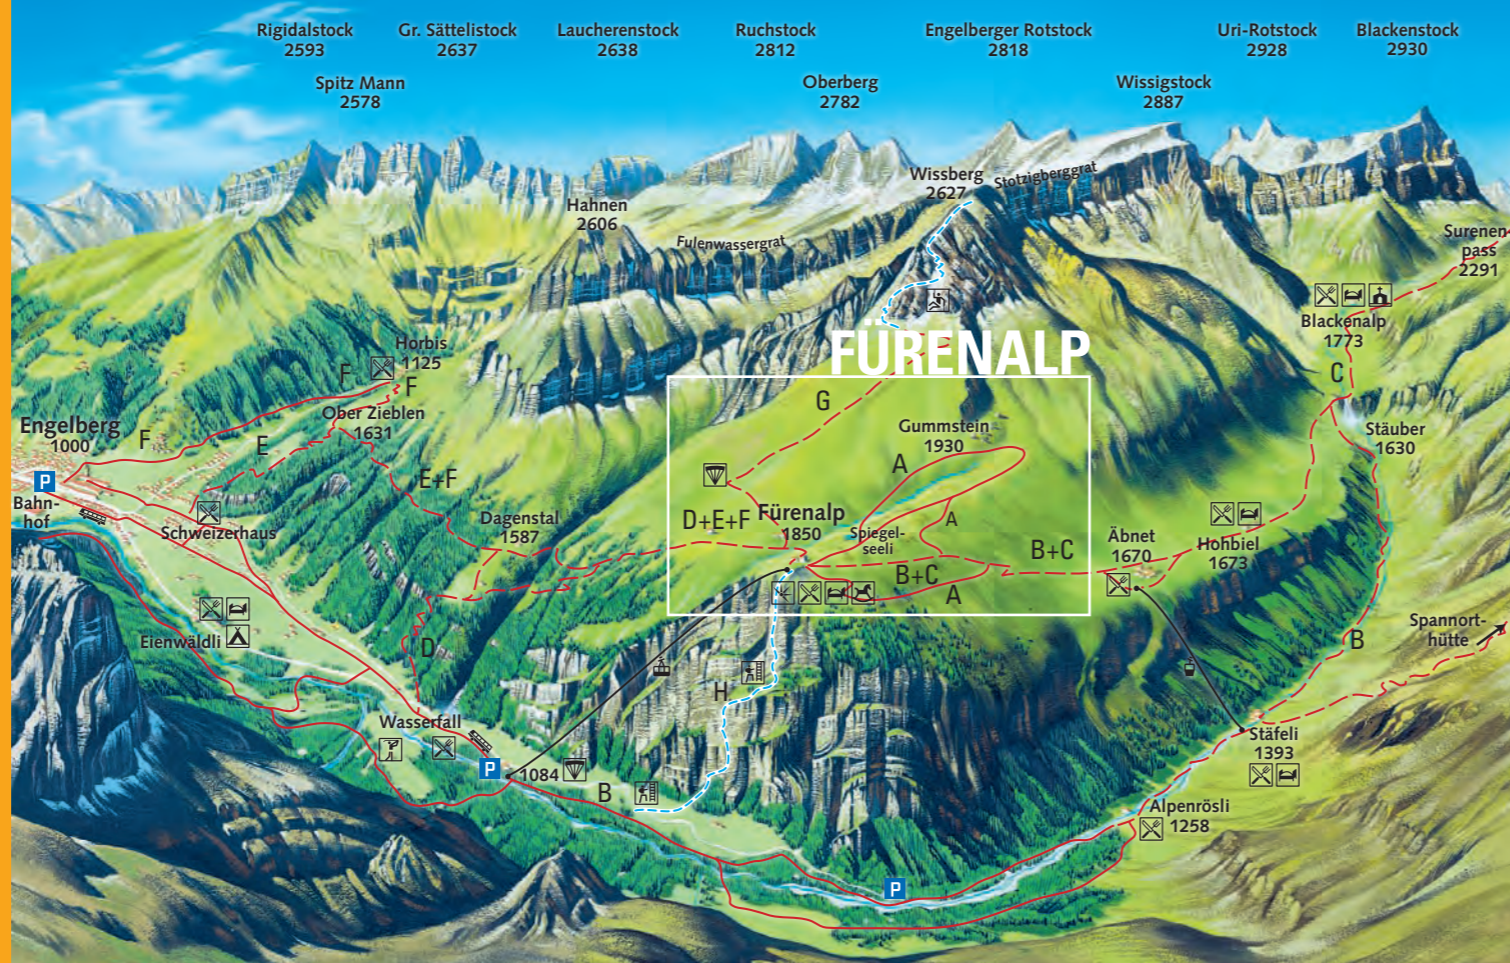 Rigidalstock
2593
Gr. Sättelistock
2637
Laucherenstock
2638
Ruchstock
2812
Engelberger Rotstock
2818
Uri-Rotstock
2928
Blackenstock
2930
Spitz Mann
2578
Oberberg
2782
Wissigstock
2887
Wissberg
2627
Stotzigberggrat
Hahnen
2606
Fulenwassergrat
Surenen-
pass
2291
Blackenalp
1773
FÜRENALP
Horbis
1125
F
F
C
G
Ober Zieblen
1631
Engelberg
1000
F
E
Gummstein
1930
Stäuber
1630
A
P
E+F
Bahn-
hof
Schweizerhaus
Dagenstal
1587
D+E+F
Fürenalp
1850
Spiegel-
seeli
A
B+C
Äbnet
1670
Hohbiel
1673
B+C
A
Eienwäldli
D
B
Spannort-
hütte
H
Wasserfall
Stäfeli
1393
P
1084
B
Alpenrösli
1258
P